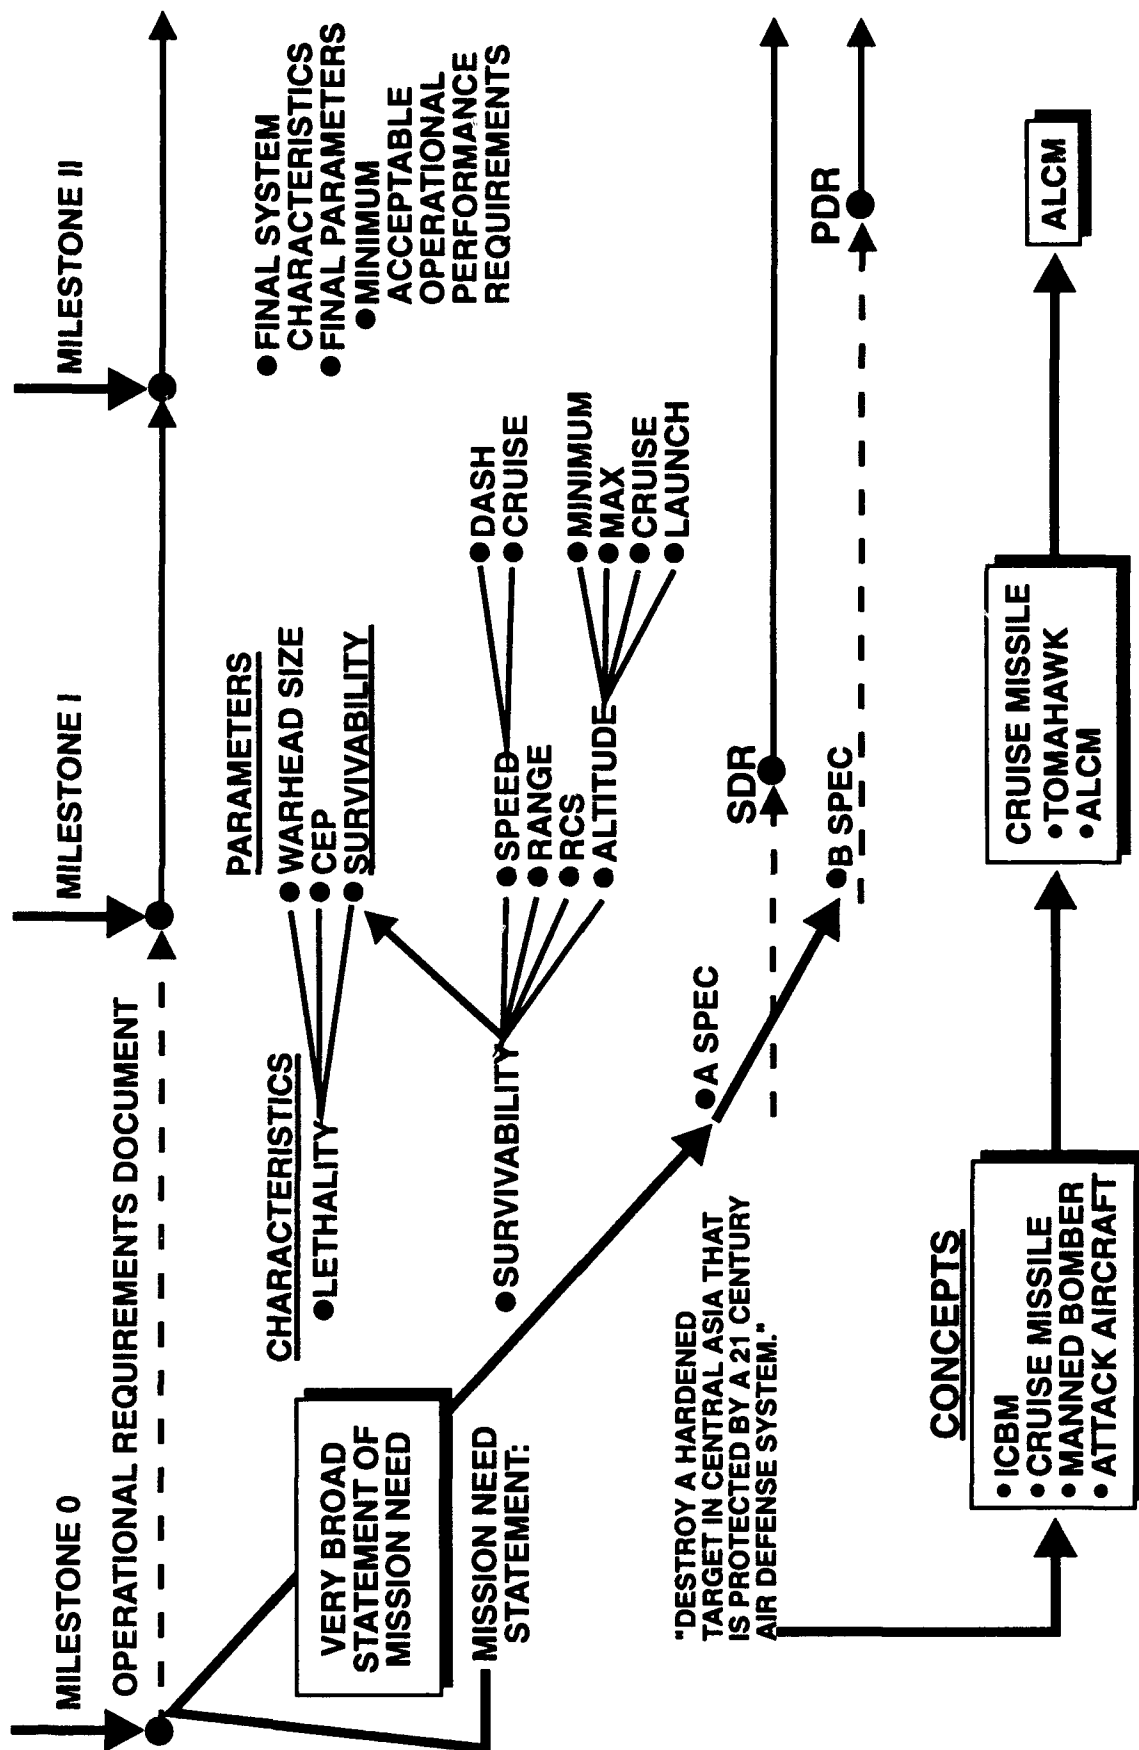 MILESTONE 0
MILESTONE I
MILESTONE II
OPERATIONAL REQUIREMENTS DOCUMENT
VERY BROAD
STATEMENT OF
MISSION NEED
MISSION NEED
STATEMENT:
"DESTROY A HARDENED
TARGET IN CENTRAL ASIA THAT
IS PROTECTED BY A 21 CENTURY
AIR DEFENSE SYSTEM."
CHARACTERISTICS
●LETHALITY
●SURVIVABILITY
PARAMETERS
●WARHEAD SIZE
●CEP
●SURVIVABILITY
●SPEED
●RANGE
●RCS
●ALTITUDE
●DASH
●CRUISE
●MINIMUM
●MAX
●CRUISE
●LAUNCH
●FINAL SYSTEM
CHARACTERISTICS
●FINAL PARAMETERS
●MINIMUM
ACCEPTABLE
OPERATIONAL
PERFORMANCE
REQUIREMENTS
●A SPEC
SDR
●B SPEC
PDR
CONCEPTS
●ICBM
●CRUISE MISSILE
●MANNED BOMBER
●ATTACK AIRCRAFT
CRUISE MISSILE
●TOMAHAWK
●ALCM
ALCM